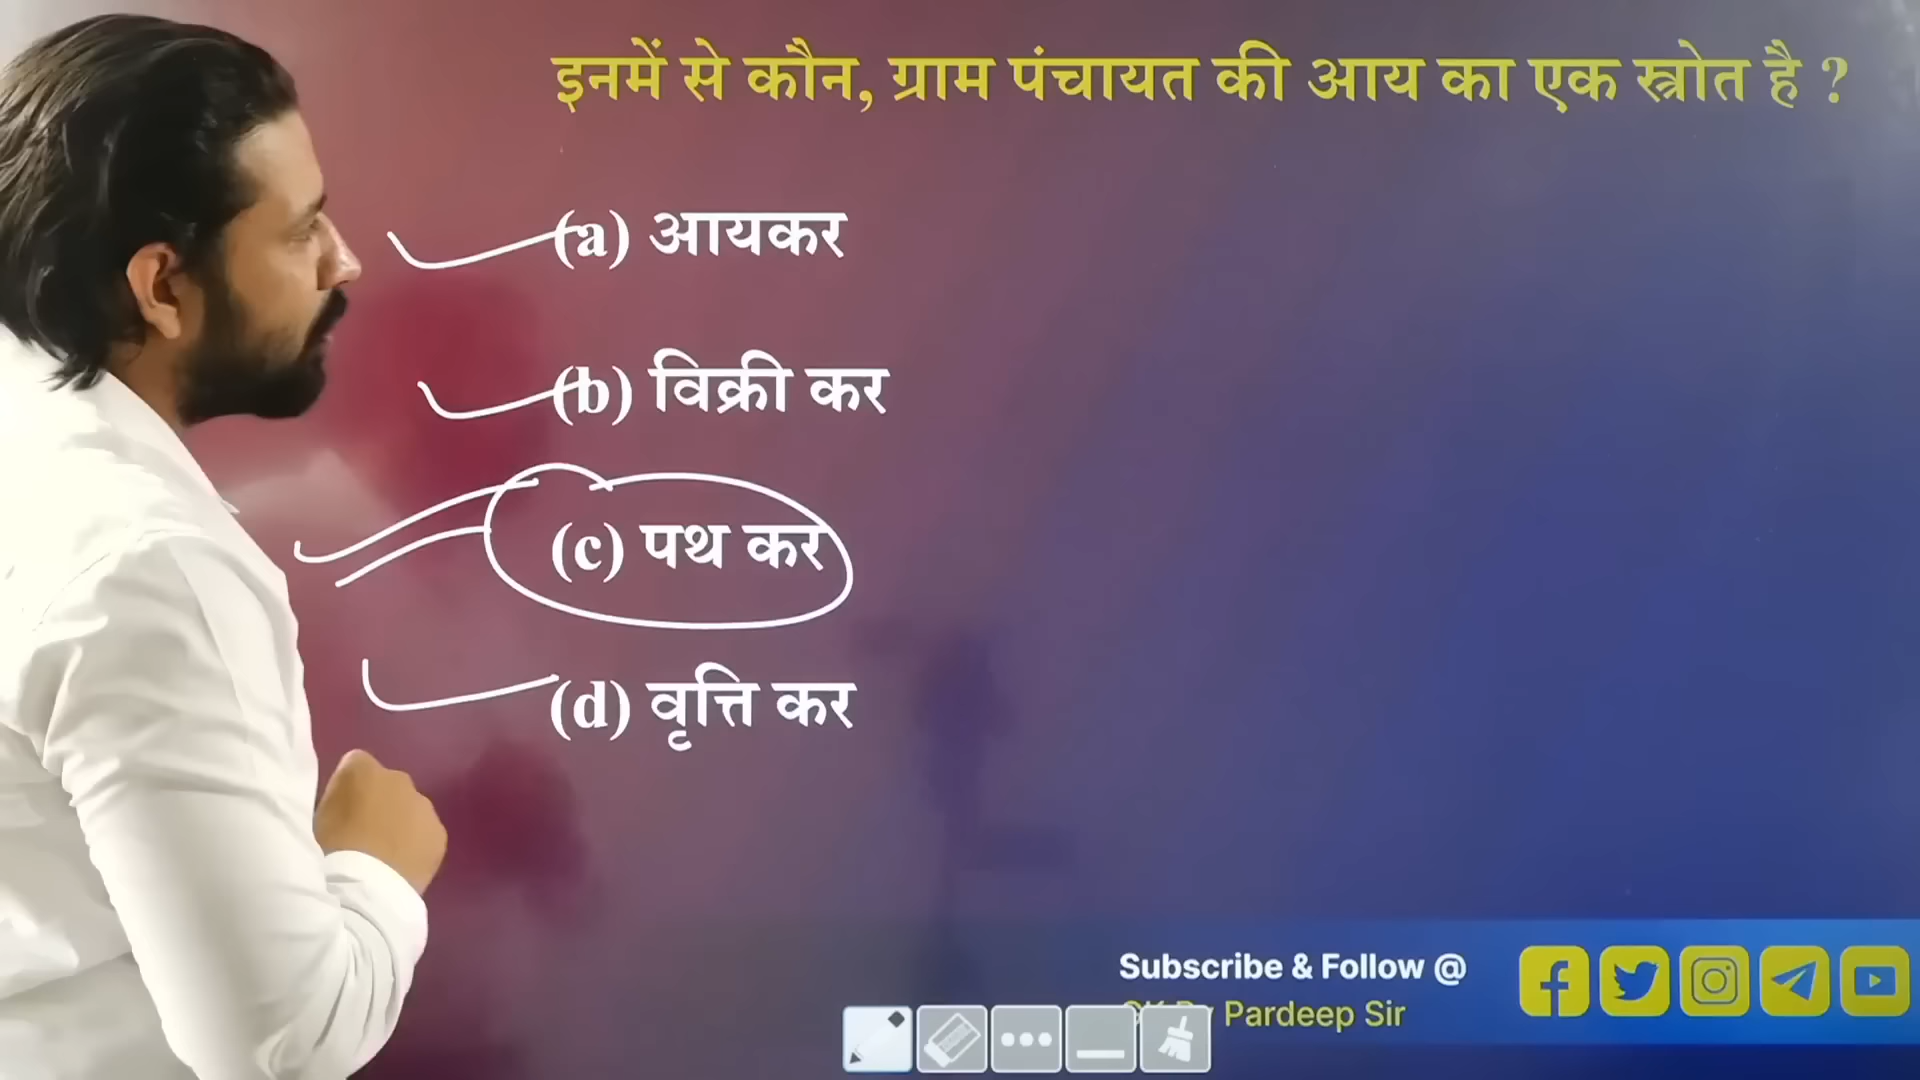 इनमें से कौन, ग्राम पंचायत की आय का एक स्त्रोत है ?
(a) आयकर
(b) विक्री कर
(c) पथ कर
(d) वृत्ति कर
Subscribe & Follow @
Pardeep Sir